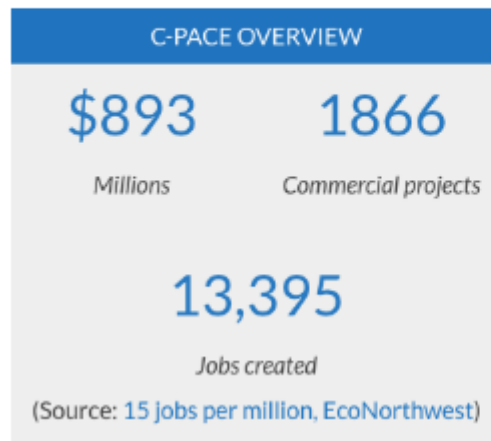 C-PACE OVERVIEW
$893 1866
Millions Commercial projects
13,395
Jobs created
(Source: 15 jobs per million, EcoNorthwest)